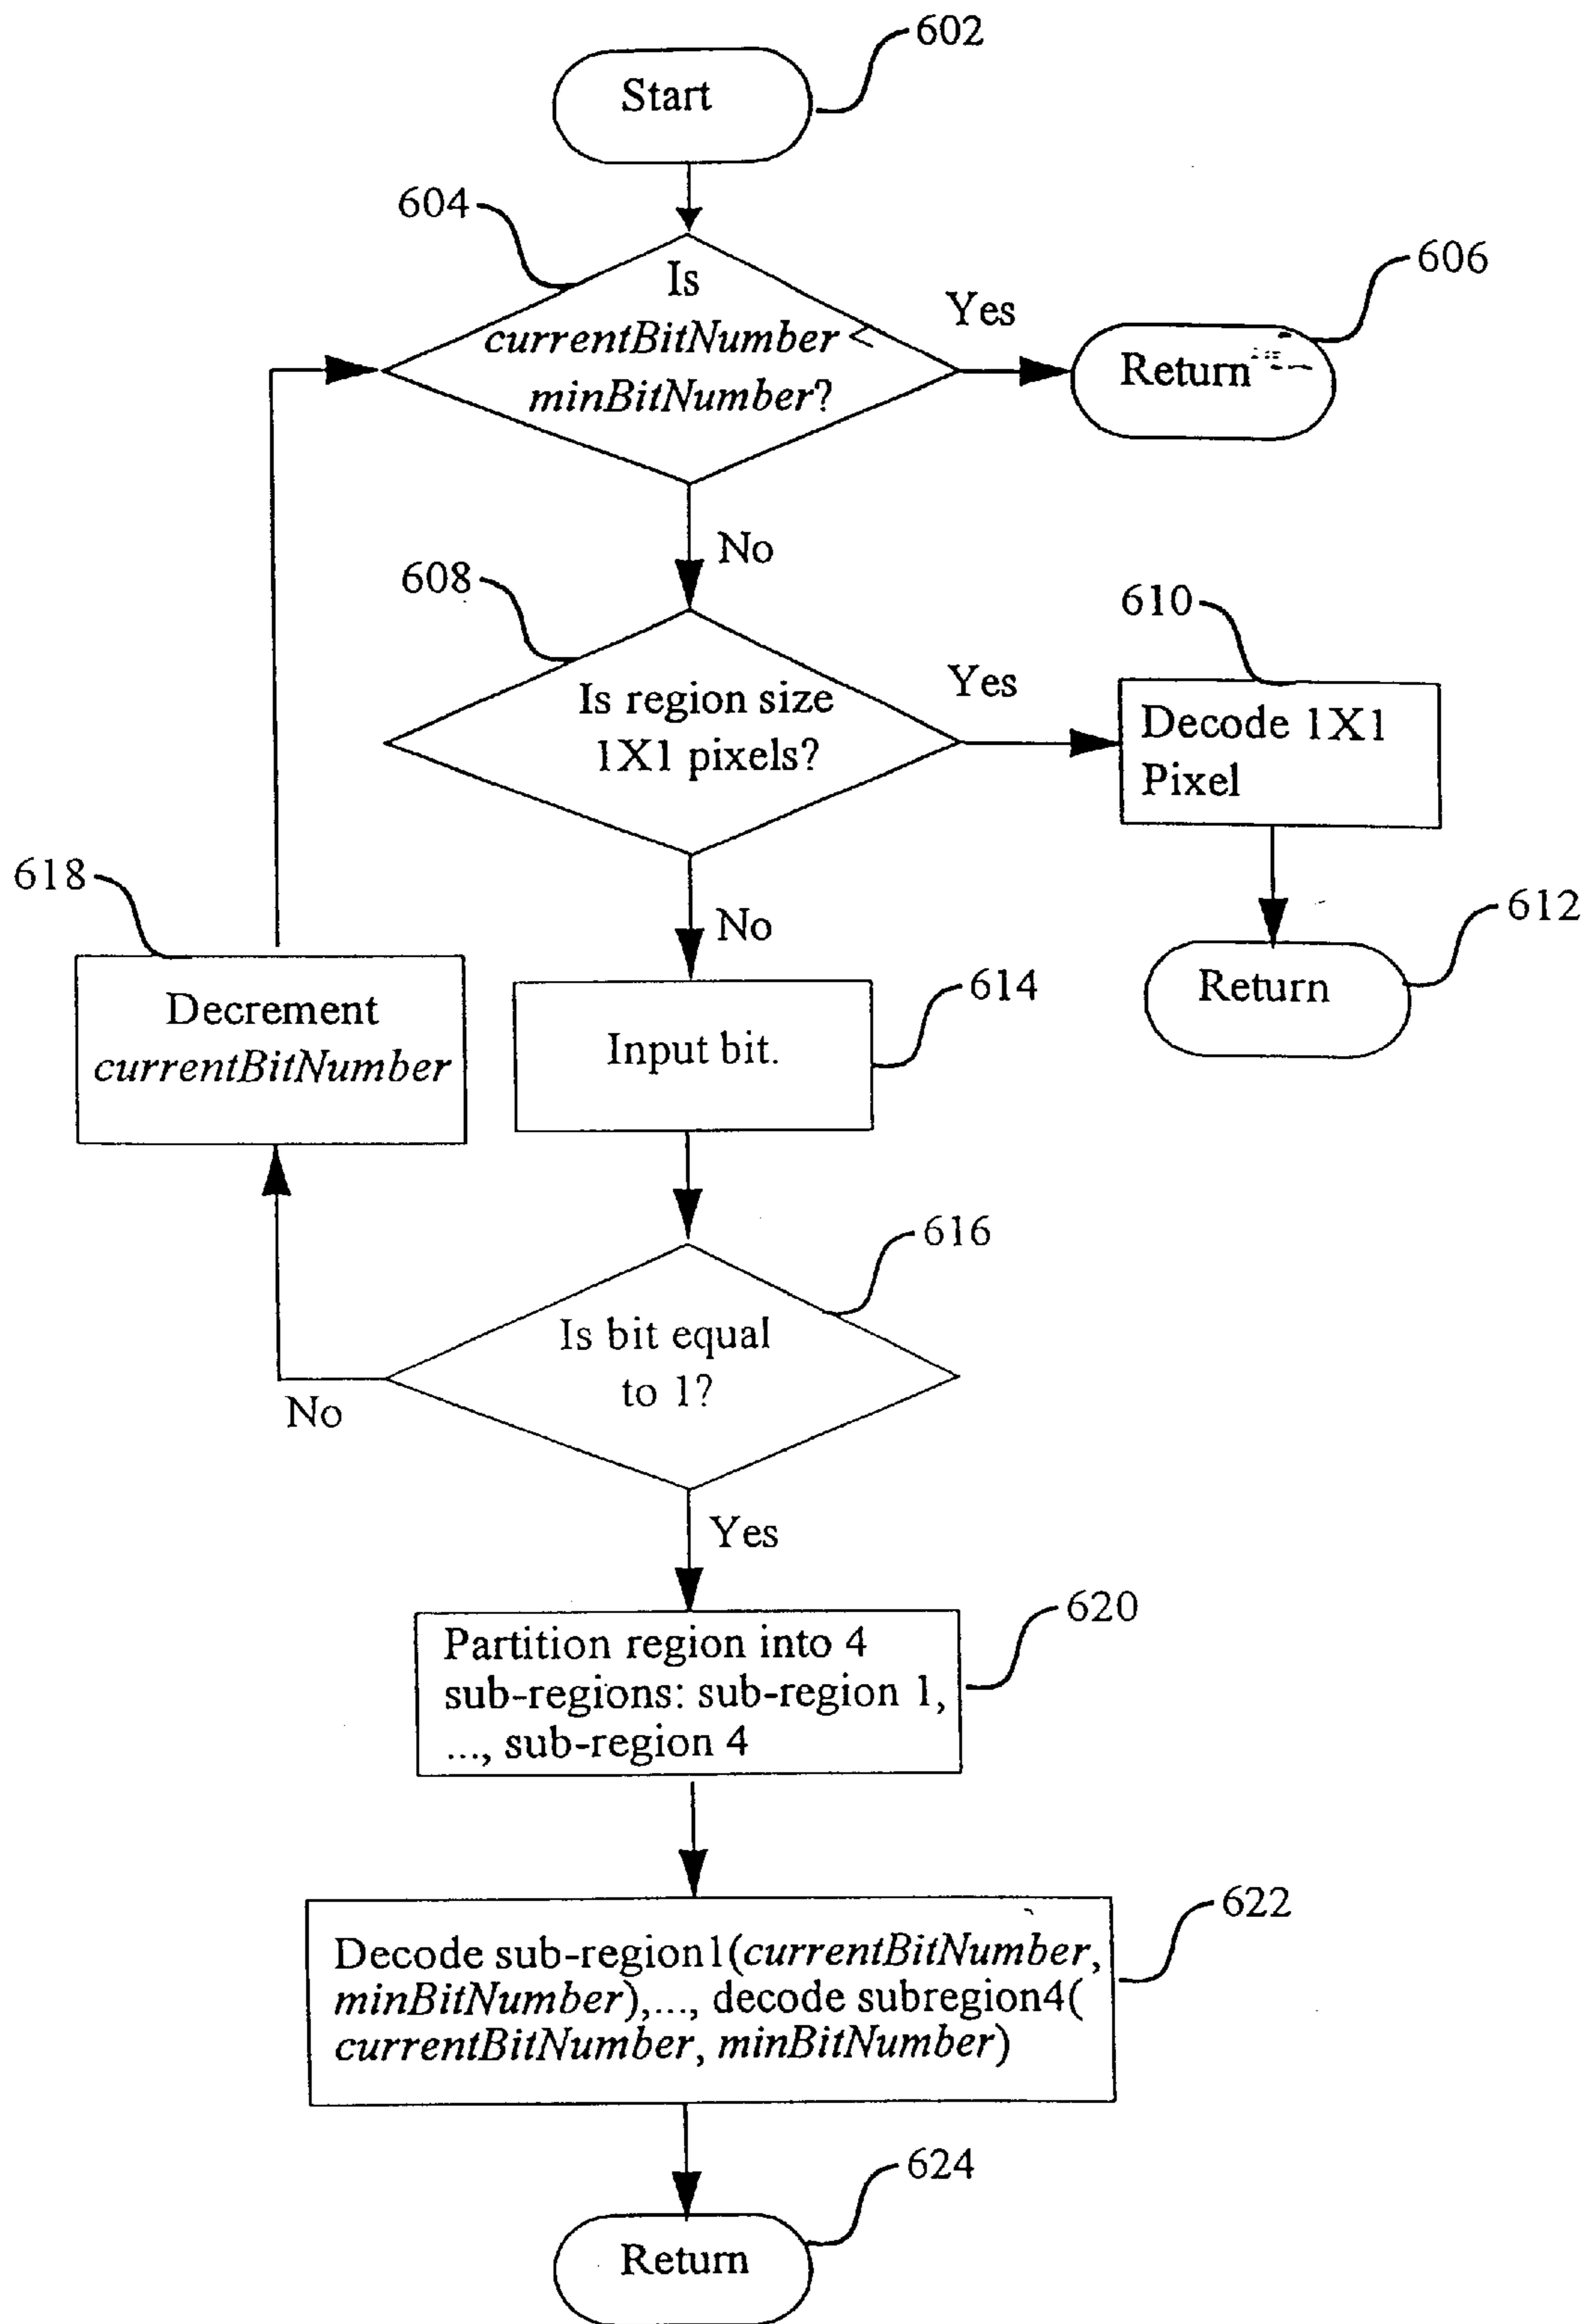 602
Start
604
Is
currentBitNumber <
minBitNumber?
Yes
606
Return
No
608
Is region size
1X1 pixels?
Yes
610
Decode 1X1
Pixel
No
612
Return
618
Decrement
currentBitNumber
614
Input bit.
616
Is bit equal
to 1?
No
Yes
620
Partition region into 4
sub-regions: sub-region 1,
..., sub-region 4
622
Decode sub-region1(currentBitNumber,
minBitNumber),..., decode subregion4(
currentBitNumber, minBitNumber)
624
Return